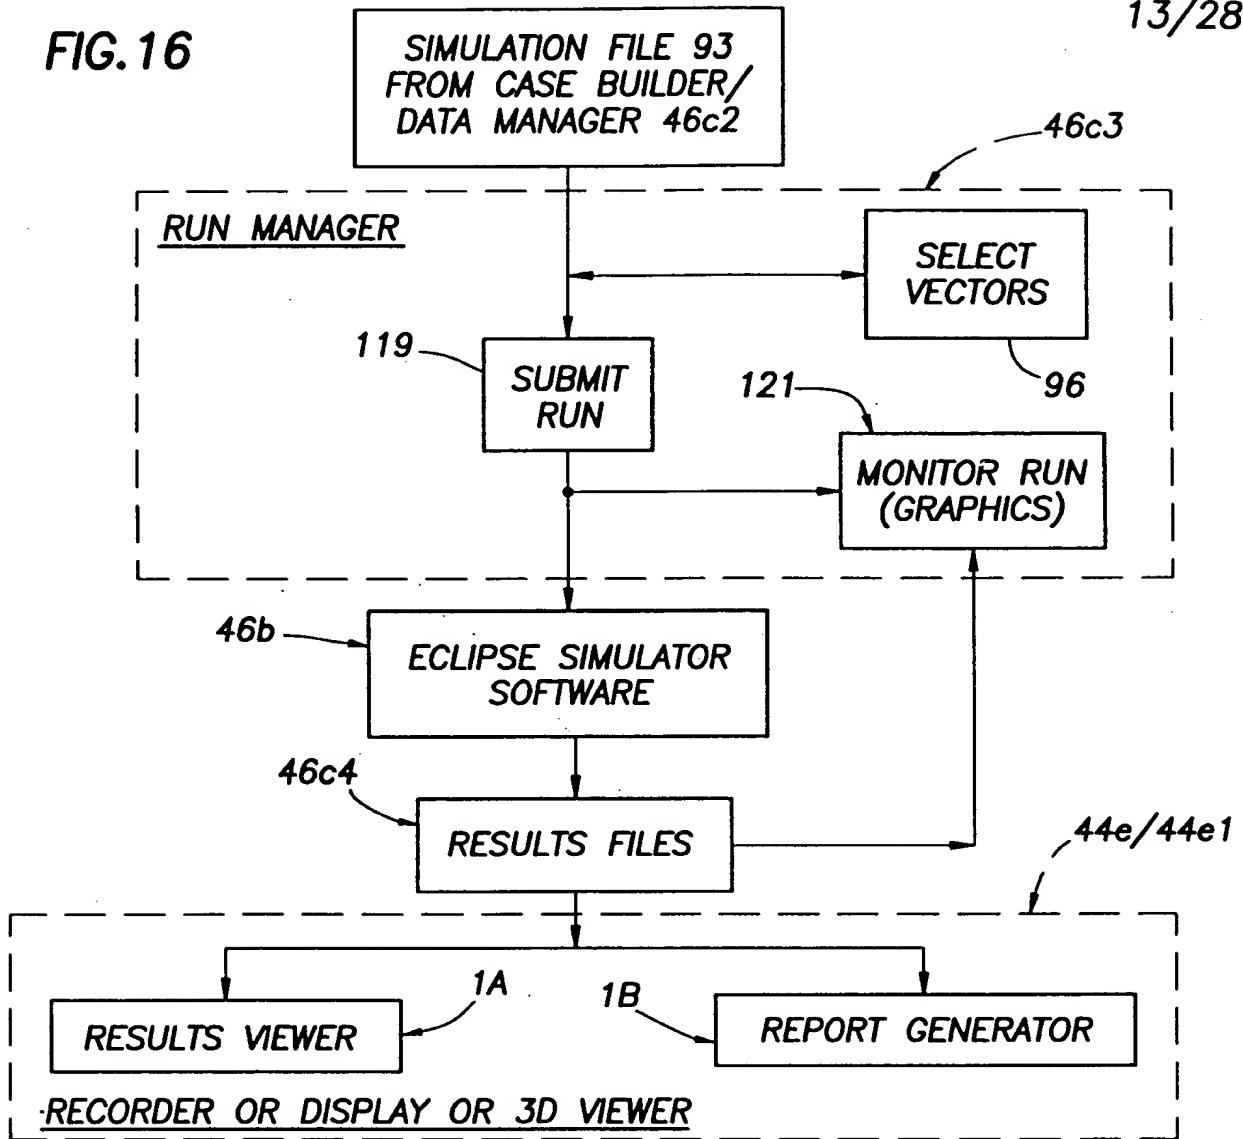 13/28
FIG.16
SIMULATION FILE 93
FROM CASE BUILDER/
DATA MANAGER 46c2
46c3
RUN MANAGER
SELECT
VECTORS
119
SUBMIT
RUN
96
121
MONITOR RUN
(GRAPHICS)
46b
ECLIPSE SIMULATOR
SOFTWARE
46c4
RESULTS FILES
44e/44e1
1A
1B
RESULTS VIEWER
REPORT GENERATOR
RECORDER OR DISPLAY OR 3D VIEWER